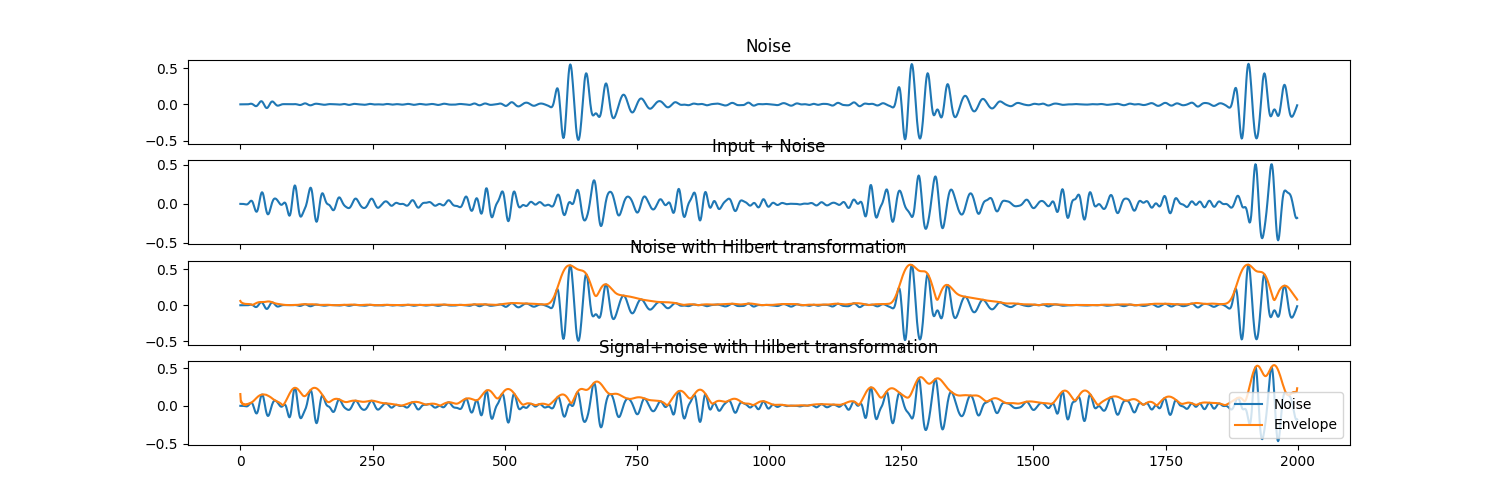 Noise
0.5
0.0
−0.5
Input + Noise
0.5
0.0
−0.5
Noise with Hilbert transformation
0.5
0.0
−0.5
Signal+noise with Hilbert transformation
0.5
0.0
−0.5
Noise
Envelope
0 250 500 750 1000 1250 1500 1750 2000